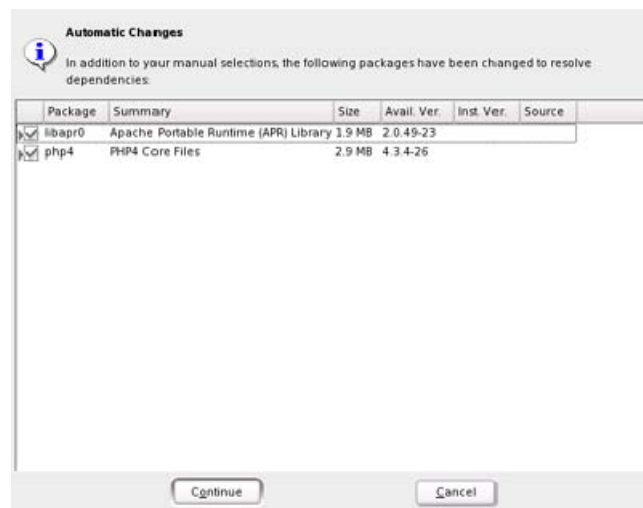 Automatic Changes
In addition to your manual selections, the following packages have been changed to resolve
dependencies:
Package Summary Size Avail. Ver. Inst. Ver. Source
libapr0 Apache Portable Runtime (APR) Library 1.9 MB 2.0.49-23
php4 PHP4 Core Files 2.9 MB 4.3.4-26
Continue Cancel